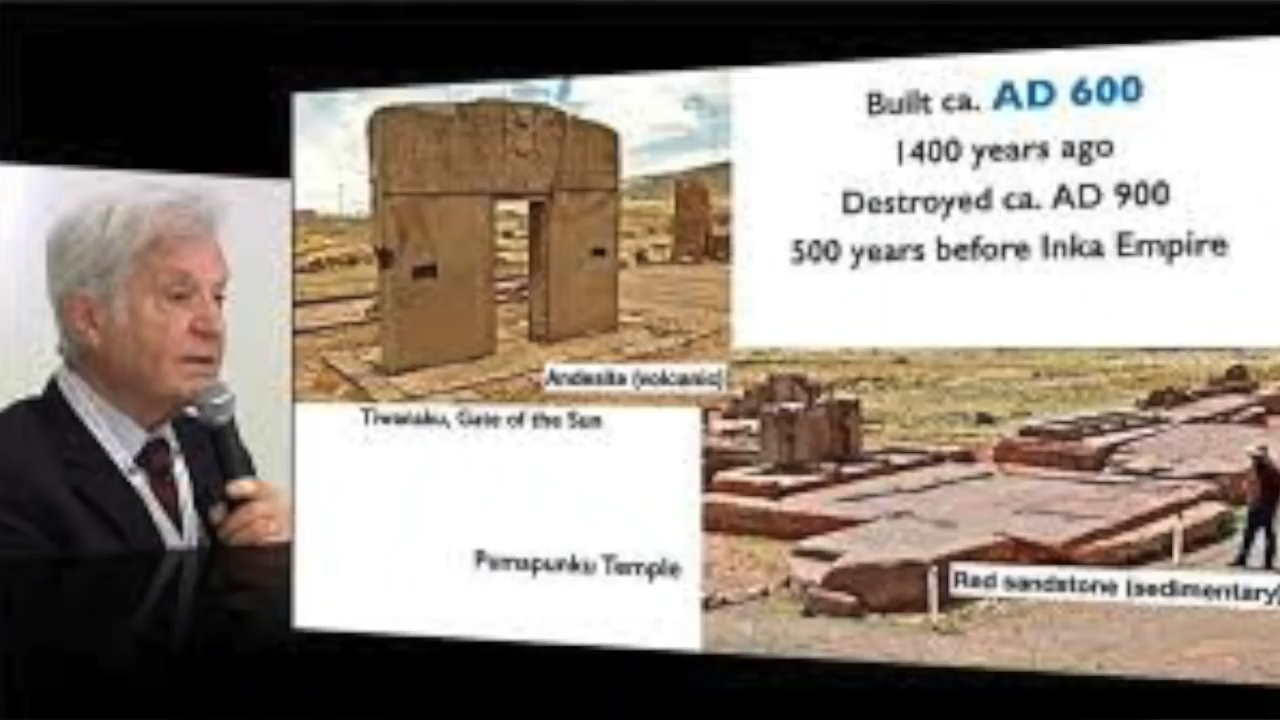 Built ca. AD 600
1400 years ago
Destroyed ca. AD 900
500 years before Inka Empire
Andesite (volcanic)
Tiwanaku, Gate of the Sun
Pumapunku Temple
Red sandstone (sedimentary)